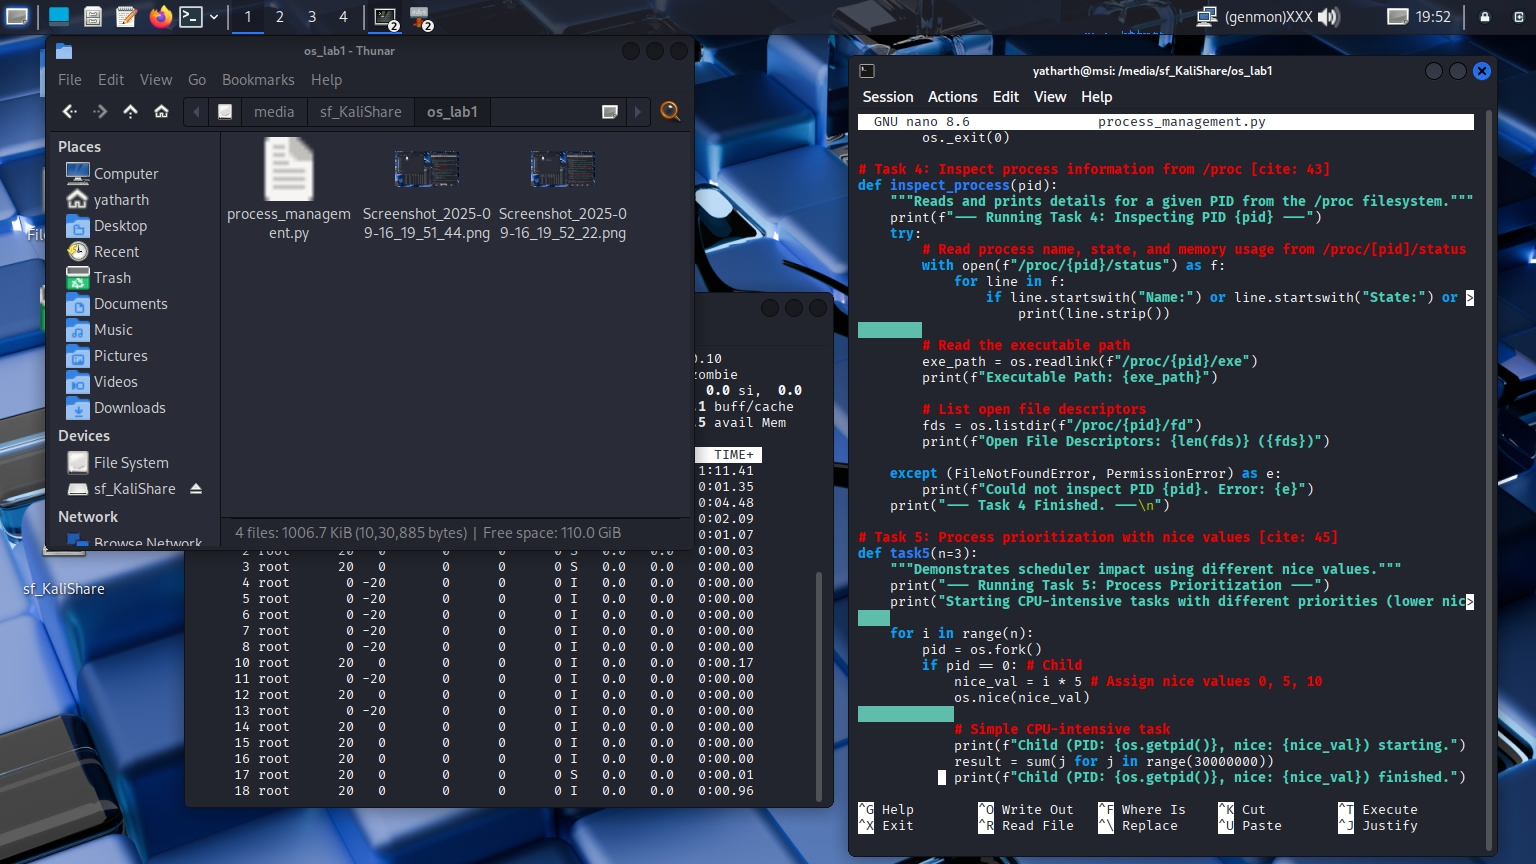 1 2 3 4 2 2 (genmon)XXX 19:52
os_lab1 - Thunar
File Edit View Go Bookmarks Help
media sf_KaliShare os_lab1
Places
Computer
yatharth
Desktop
Recent
Trash
Documents
Music
Pictures
Videos
Downloads
Devices
File System
sf_KaliShare
Network
Browse Network
process_managem
ent.py
Screenshot_2025-0
9-16_19_51_44.png
Screenshot_2025-0
9-16_19_52_22.png
4 files: 1006.7 KiB (10,30,885 bytes) | Free space: 110.0 GiB
sf_KaliShare
0.10
zombie
0.0 si, 0.0
.1 buff/cache
.5 avail Mem
TIME+
1:11.41
0:01.35
0:04.48
0:02.09
0:01.07
2 root 20 0 0 0 0 S 0.0 0.0 0:00.03
3 root 20 0 0 0 0 S 0.0 0.0 0:00.00
4 root 0 -20 0 0 0 I 0.0 0.0 0:00.00
5 root 0 -20 0 0 0 I 0.0 0.0 0:00.00
6 root 0 -20 0 0 0 I 0.0 0.0 0:00.00
7 root 0 -20 0 0 0 I 0.0 0.0 0:00.00
8 root 0 -20 0 0 0 I 0.0 0.0 0:00.00
10 root 20 0 0 0 0 I 0.0 0.0 0:00.17
11 root 0 -20 0 0 0 I 0.0 0.0 0:00.00
12 root 20 0 0 0 0 I 0.0 0.0 0:00.00
13 root 0 -20 0 0 0 I 0.0 0.0 0:00.00
14 root 20 0 0 0 0 I 0.0 0.0 0:00.00
15 root 20 0 0 0 0 I 0.0 0.0 0:00.00
16 root 20 0 0 0 0 I 0.0 0.0 0:00.00
17 root 20 0 0 0 0 S 0.0 0.0 0:00.01
18 root 20 0 0 0 0 I 0.0 0.0 0:00.96
yatharth@msi: /media/sf_KaliShare/os_lab1
Session Actions Edit View Help
GNU nano 8.6 process_management.py
os._exit(0)
# Task 4: Inspect process information from /proc [cite: 43]
def inspect_process(pid):
"""Reads and prints details for a given PID from the /proc filesystem."""
print(f"--- Running Task 4: Inspecting PID {pid} ---")
try:
# Read process name, state, and memory usage from /proc/[pid]/status
with open(f"/proc/{pid}/status") as f:
for line in f:
if line.startswith("Name:") or line.startswith("State:") or >
print(line.strip())
# Read the executable path
exe_path = os.readlink(f"/proc/{pid}/exe")
print(f"Executable Path: {exe_path}")
# List open file descriptors
fds = os.listdir(f"/proc/{pid}/fd")
print(f"Open File Descriptors: {len(fds)} ({fds})")
except (FileNotFoundError, PermissionError) as e:
print(f"Could not inspect PID {pid}. Error: {e}")
print("--- Task 4 Finished. ---\n")
# Task 5: Process prioritization with nice values [cite: 45]
def task5(n=3):
"""Demonstrates scheduler impact using different nice values."""
print("--- Running Task 5: Process Prioritization ---")
print("Starting CPU-intensive tasks with different priorities (lower nic>
for i in range(n):
pid = os.fork()
if pid == 0: # Child
nice_val = i * 5 # Assign nice values 0, 5, 10
os.nice(nice_val)
# Simple CPU-intensive task
print(f"Child (PID: {os.getpid()}, nice: {nice_val}) starting.")
result = sum(j for j in range(30000000))
print(f"Child (PID: {os.getpid()}, nice: {nice_val}) finished.")
^G Help ^O Write Out ^F Where Is ^K Cut ^T Execute
^X Exit ^R Read File ^\ Replace ^U Paste ^J Justify